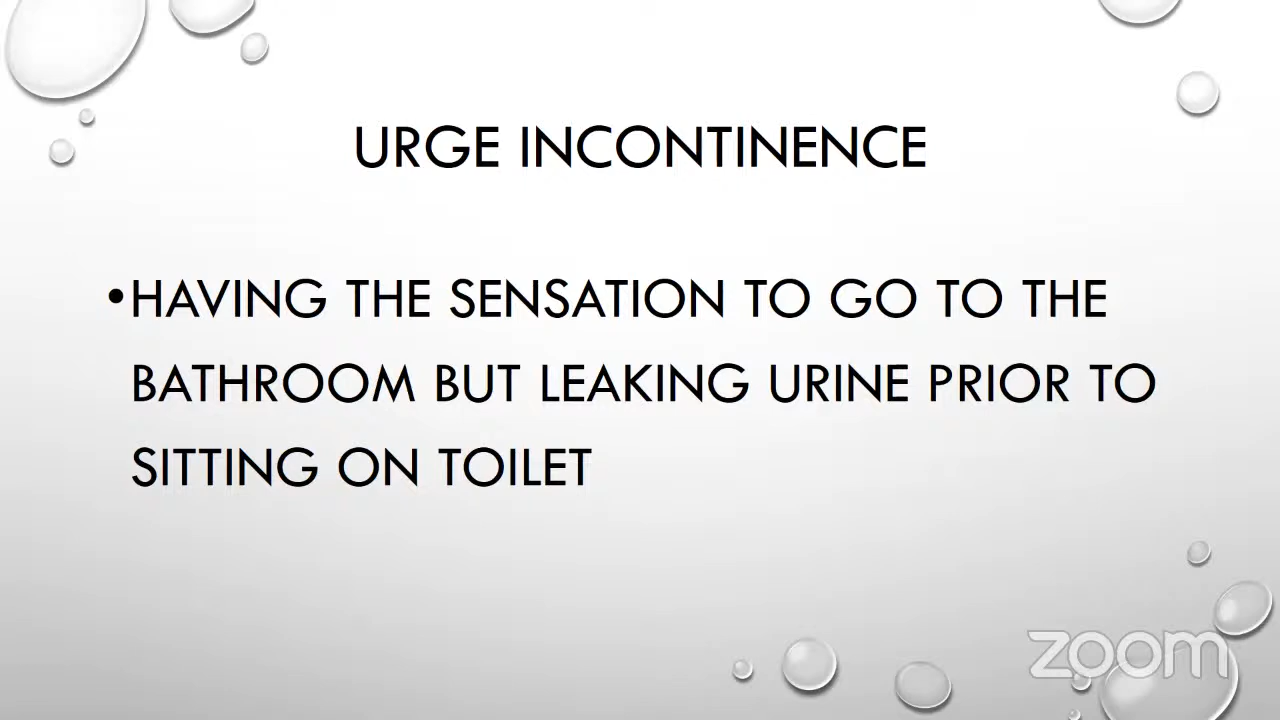 URGE INCONTINENCE
•HAVING THE SENSATION TO GO TO THE
BATHROOM BUT LEAKING URINE PRIOR TO
SITTING ON TOILET
zoom